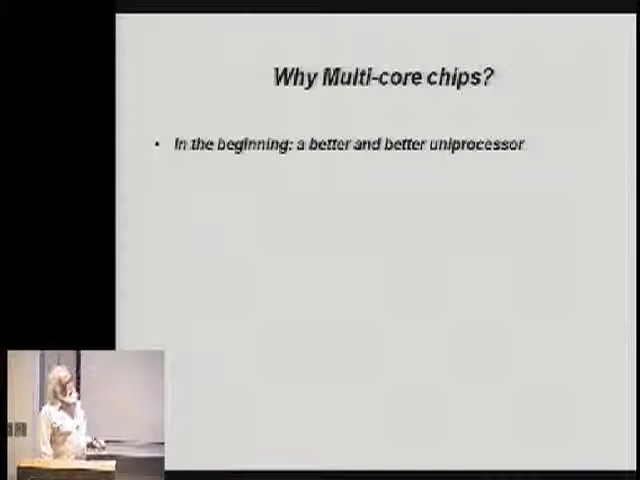 Why Multi-core chips?
• In the beginning: a better and better uniprocessor